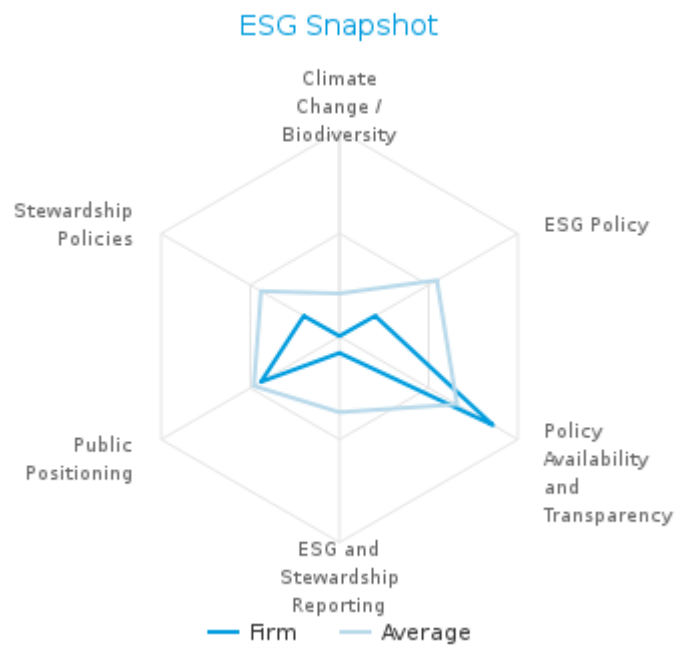 ESG Snapshot
Climate
Change /
Biodiversity
Stewardship
Policies
ESG Policy
Public
Positioning
Policy
Availability
and
Transparency
ESG and
Stewardship
Reporting
Firm
Average